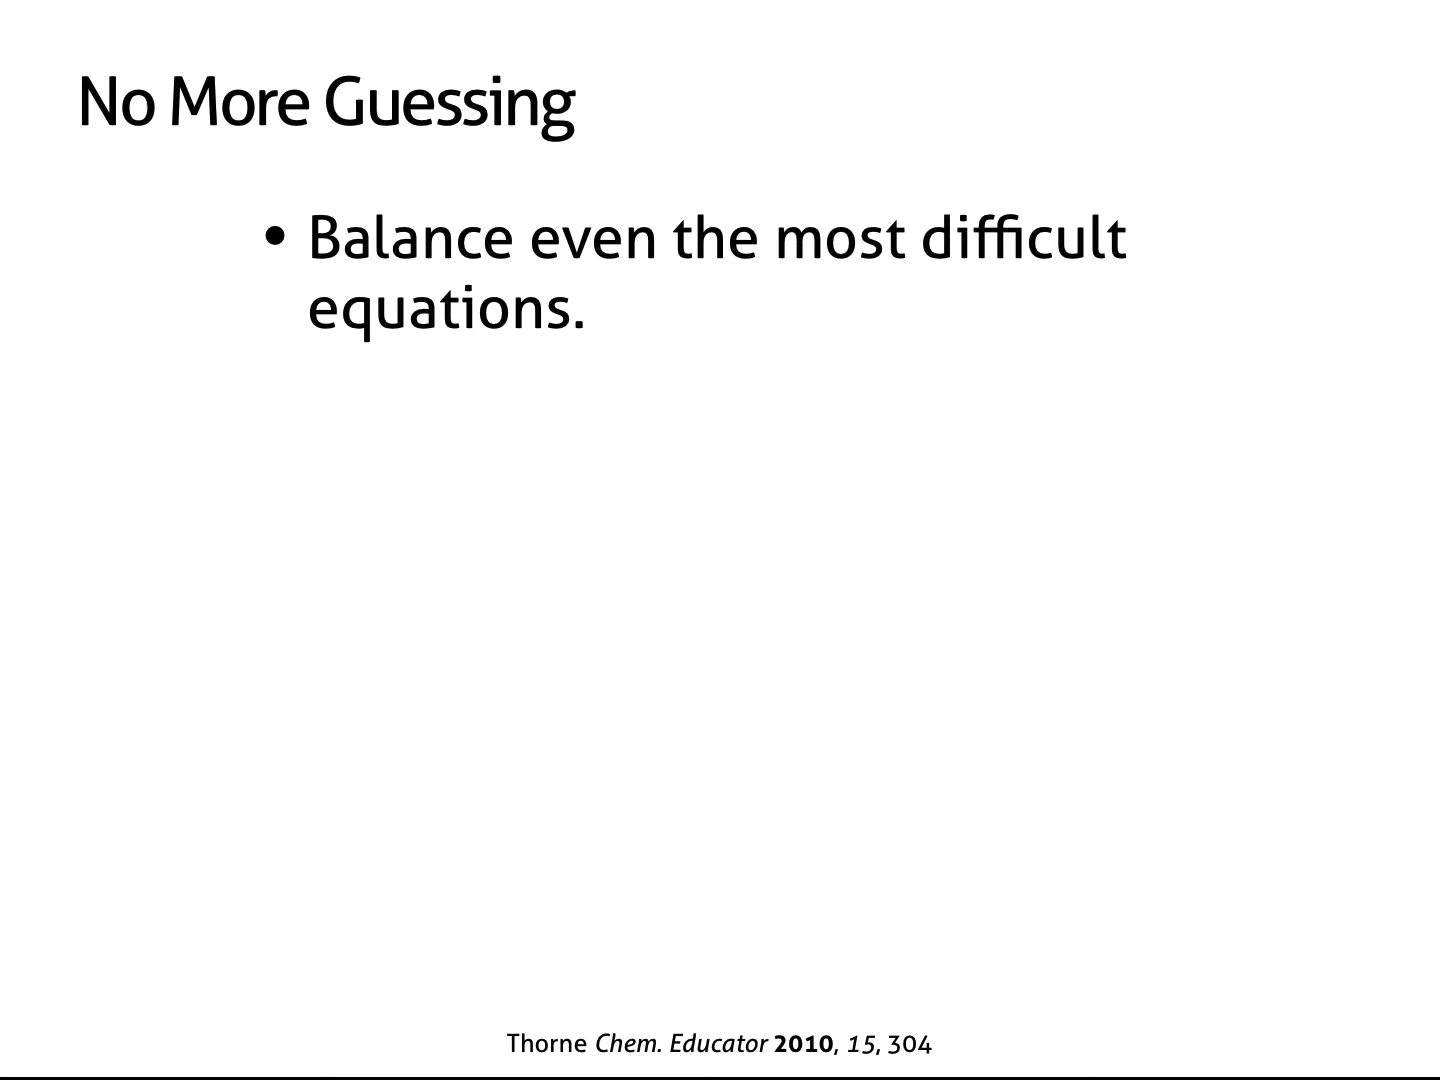 No More Guessing
• Balance even the most difficult
equations.
Thorne Chem. Educator 2010, 15, 304